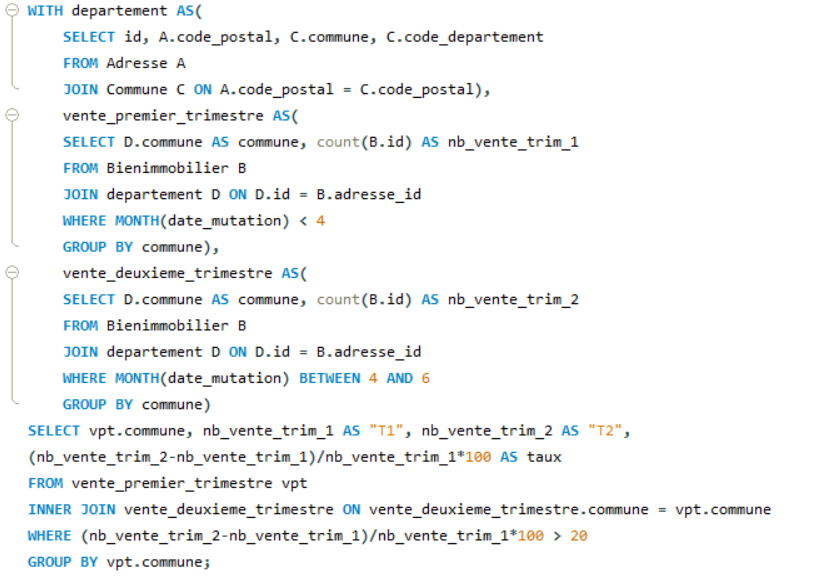 WITH departement AS(
SELECT id, A.code_postal, C.commune, C.code_departement
FROM Adresse A
JOIN Commune C ON A.code_postal = C.code_postal),
vente_premier_trimestre AS(
SELECT D.commune AS commune, count(B.id) AS nb_vente_trim_1
FROM Bienimmobilier B
JOIN departement D ON D.id = B.adresse_id
WHERE MONTH(date_mutation) < 4
GROUP BY commune),
vente_deuxieme_trimestre AS(
SELECT D.commune AS commune, count(B.id) AS nb_vente_trim_2
FROM Bienimmobilier B
JOIN departement D ON D.id = B.adresse_id
WHERE MONTH(date_mutation) BETWEEN 4 AND 6
GROUP BY commune)
SELECT vpt.commune, nb_vente_trim_1 AS "T1", nb_vente_trim_2 AS "T2",
(nb_vente_trim_2-nb_vente_trim_1)/nb_vente_trim_1*100 AS taux
FROM vente_premier_trimestre vpt
INNER JOIN vente_deuxieme_trimestre ON vente_deuxieme_trimestre.commune = vpt.commune
WHERE (nb_vente_trim_2-nb_vente_trim_1)/nb_vente_trim_1*100 > 20
GROUP BY vpt.commune;